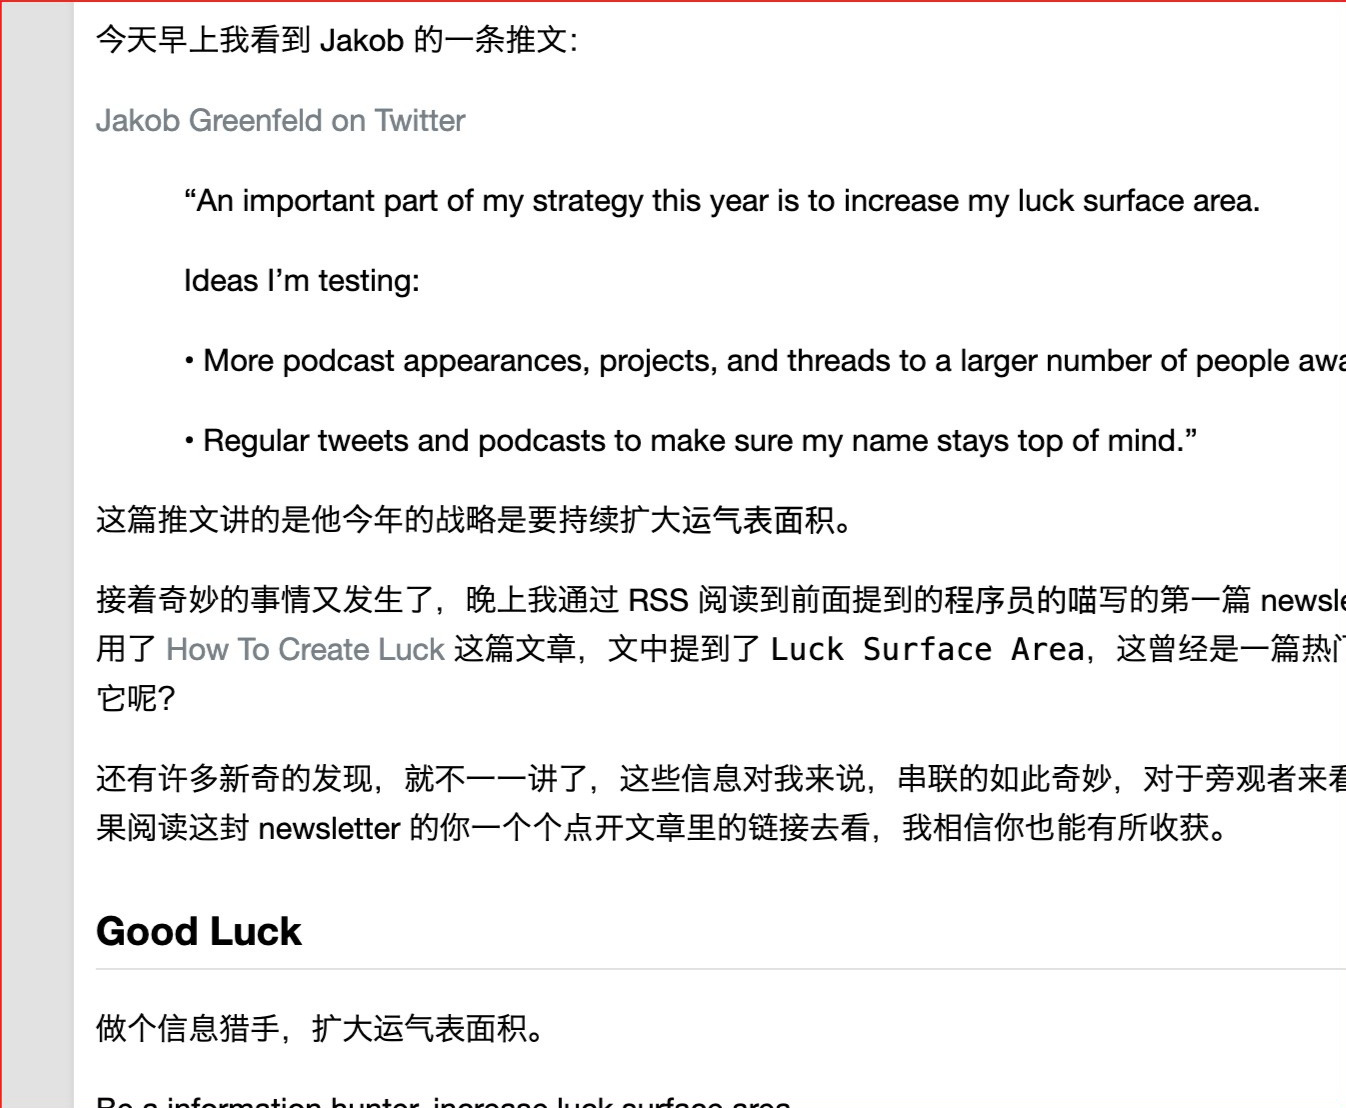 今天早上我看到 Jakob 的一条推文：
Jakob Greenfeld on Twitter
“An important part of my strategy this year is to increase my luck surface area.
Ideas I’m testing:
• More podcast appearances, projects, and threads to a larger number of people
• Regular tweets and podcasts to make sure my name stays top of mind.”
这篇推文讲的是他今年的战略是要持续扩大运气表面积。
接着奇妙的事情又发生了，晚上我通过 RSS 阅读到前面提到的程序员的喵写的第一篇
用了 How To Create Luck 这篇文章，文中提到了 Luck Surface Area，这曾经是一篇热门
它呢？
还有许多新奇的发现，就不一一讲了，这些信息对我来说，串联的如此奇妙，对于旁观者来看
果阅读这封 newsletter 的你一个个点开文章里的链接去看，我相信你也能有所收获。
Good Luck
做个信息猎手，扩大运气表面积。
Be a information hunter, increase luck surface area.